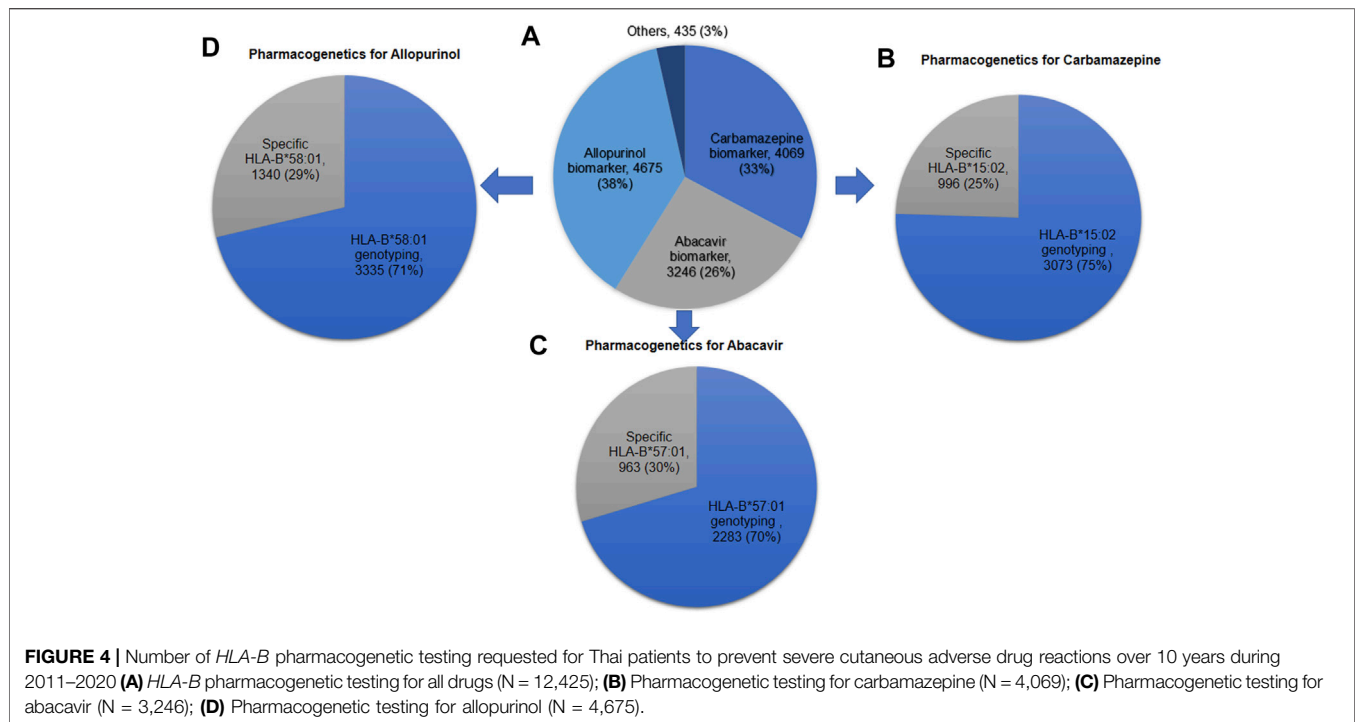 D
Pharmacogenetics for Allopurinol
Specific
HLA-B*58:01,
1340 (29%)
HLA-B*58:01
genotyping,
3335 (71%)
A
Others, 435 (3%)
Allopurinol
biomarker, 4675
(38%)
Carbamazepine
biomarker, 4069
(33%)
Abacavir
biomarker,
3246 (26%)
B
Pharmacogenetics for Carbamazepine
Specific
HLA-B*15:02,
996 (25%)
HLA-B*15:02
genotyping ,
3073 (75%)
C
Pharmacogenetics for Abacavir
Specific
HLA-B*57:01,
963 (30%)
HLA-B*57:01
genotyping ,
2283 (70%)
FIGURE 4 | Number of HLA-B pharmacogenetic testing requested for Thai patients to prevent severe cutaneous adverse drug reactions over 10 years during
2011–2020 (A) HLA-B pharmacogenetic testing for all drugs (N = 12,425); (B) Pharmacogenetic testing for carbamazepine (N = 4,069); (C) Pharmacogenetic testing for
abacavir (N = 3,246); (D) Pharmacogenetic testing for allopurinol (N = 4,675).